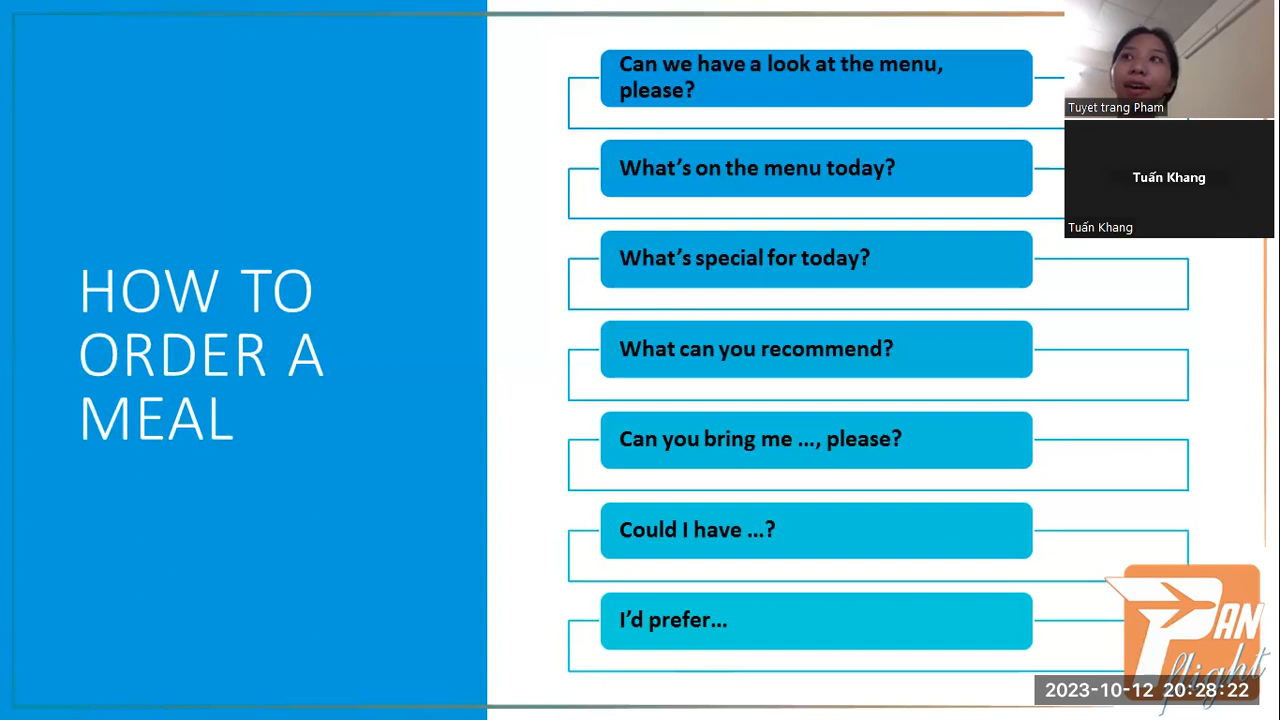 HOW TO
ORDER A
MEAL
Can we have a look at the menu,
please?
What's on the menu today?
What's special for today?
What can you recommend?
Can you bring me ..., please?
Could I have ...?
I'd prefer...
Tuyet trang Pham
Tuấn Khang
Tuấn Khang
PAN
flight
2023-10-12 20:28:22